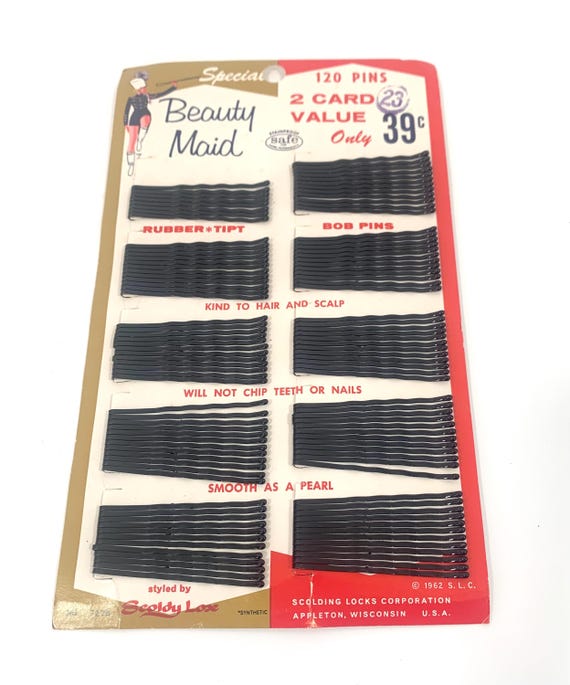 Special
120 PINS
Beauty
Maid
2 CARD
VALUE
23
Only 39c
safe
RUBBER*TIPT
BOB PINS
KIND TO HAIR AND SCALP
WILL NOT CHIP TEETH OR NAILS
SMOOTH AS A PEARL
styled by
Scoldy Lox
*SYNTHETIC
© 1962 S. L. C.
SCOLDING LOCKS CORPORATION
APPLETON, WISCONSIN U.S.A.